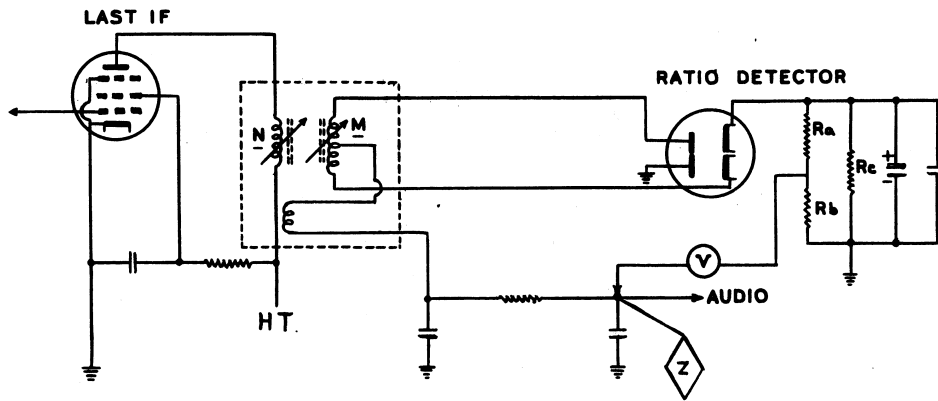 LAST IF
RATIO DETECTOR
N
M
Ra
Rc
+
-
Rb
V
AUDIO
HT.
Z